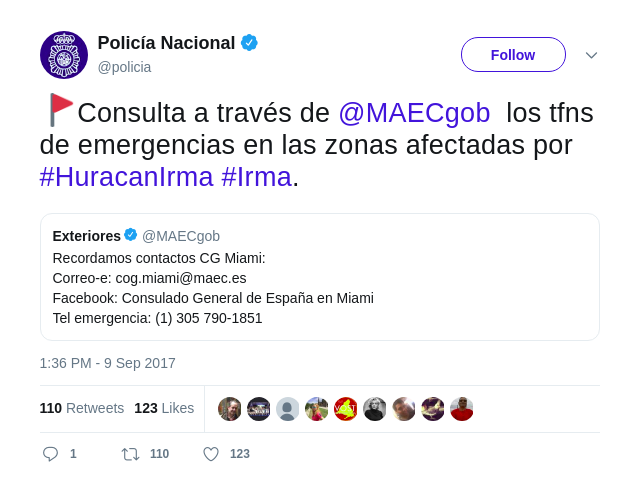 Policía Nacional
@policia
Follow
Consulta a través de @MAECgob los tfns
de emergencias en las zonas afectadas por
#HuracanIrma #Irma.
Exteriores @MAECgob
Recordamos contactos CG Miami:
Correo-e: cog.miami@maec.es
Facebook: Consulado General de España en Miami
Tel emergencia: (1) 305 790-1851
1:36 PM - 9 Sep 2017
110 Retweets 123 Likes
1 110 123